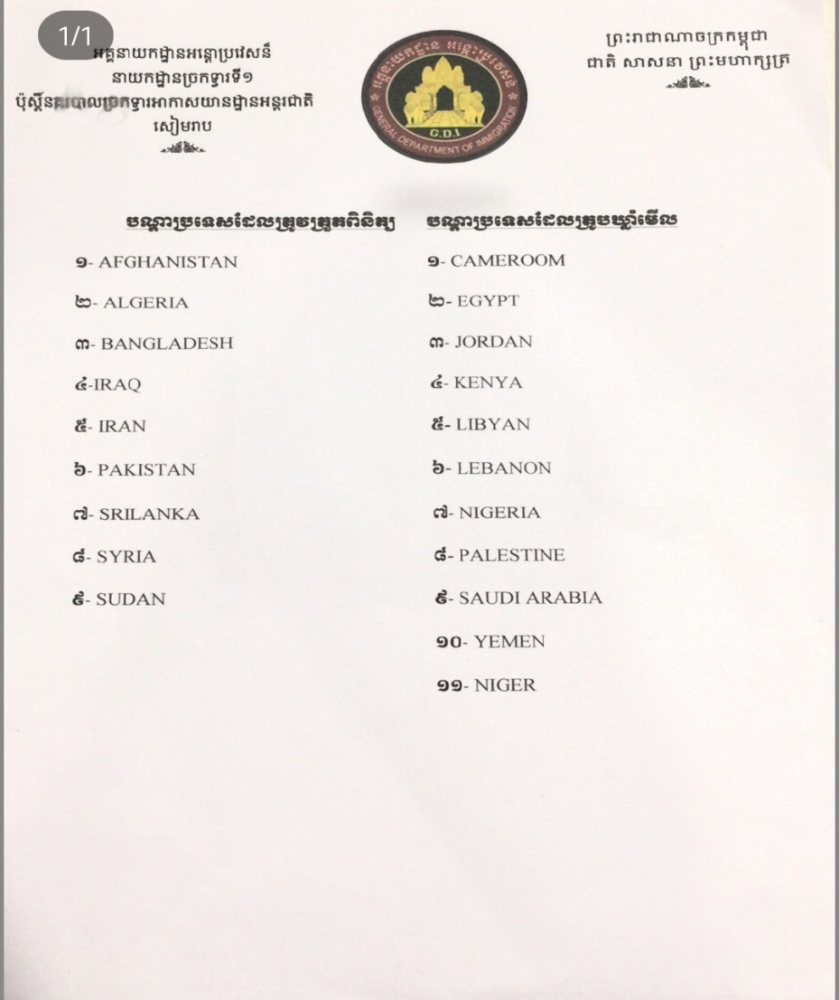 1/1
អគ្គនាយកដ្ឋានអន្តោប្រវេសន៍
នាយកដ្ឋានច្រកទ្វារទី១
ប៉ុស្តិ៍នគរបាលច្រកទ្វារអាកាសយានដ្ឋានអន្តរជាតិ
សៀមរាប
អគ្គនាយកដ្ឋាន អន្តោប្រវេសន៍
G.D.I
GENERAL DEPARTMENT OF IMMIGRATION
ព្រះរាជាណាចក្រកម្ពុជា
ជាតិ សាសនា ព្រះមហាក្សត្រ
បណ្តាប្រទេសដែលត្រូវត្រួតពិនិត្យ
១- AFGHANISTAN
២- ALGERIA
៣- BANGLADESH
៤-IRAQ
៥- IRAN
៦- PAKISTAN
៧- SRILANKA
៨- SYRIA
៩- SUDAN
បណ្តាប្រទេសដែលត្រូបឃ្លាំមើល
១- CAMEROOM
២- EGYPT
៣- JORDAN
៤- KENYA
៥- LIBYAN
៦- LEBANON
៧- NIGERIA
៨- PALESTINE
៩- SAUDI ARABIA
១០- YEMEN
១១- NIGER